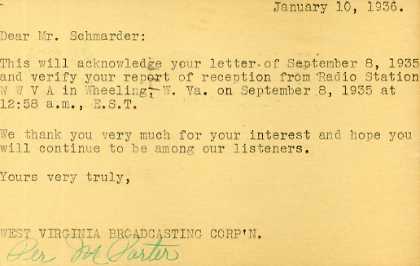 January 10, 1936.
Dear Mr. Schmarder:
This will acknowledge your letter of September 8, 1935
and verify your report of reception from Radio Station
W W V A in Wheeling, W. Va. on September 8, 1935 at
12:58 a.m., E.S.T.
We thank you very much for your interest and hope you
will continue to be among our listeners.
Yours very truly,
WEST VIRGINIA BROADCASTING CORP'N.
Per M Porter